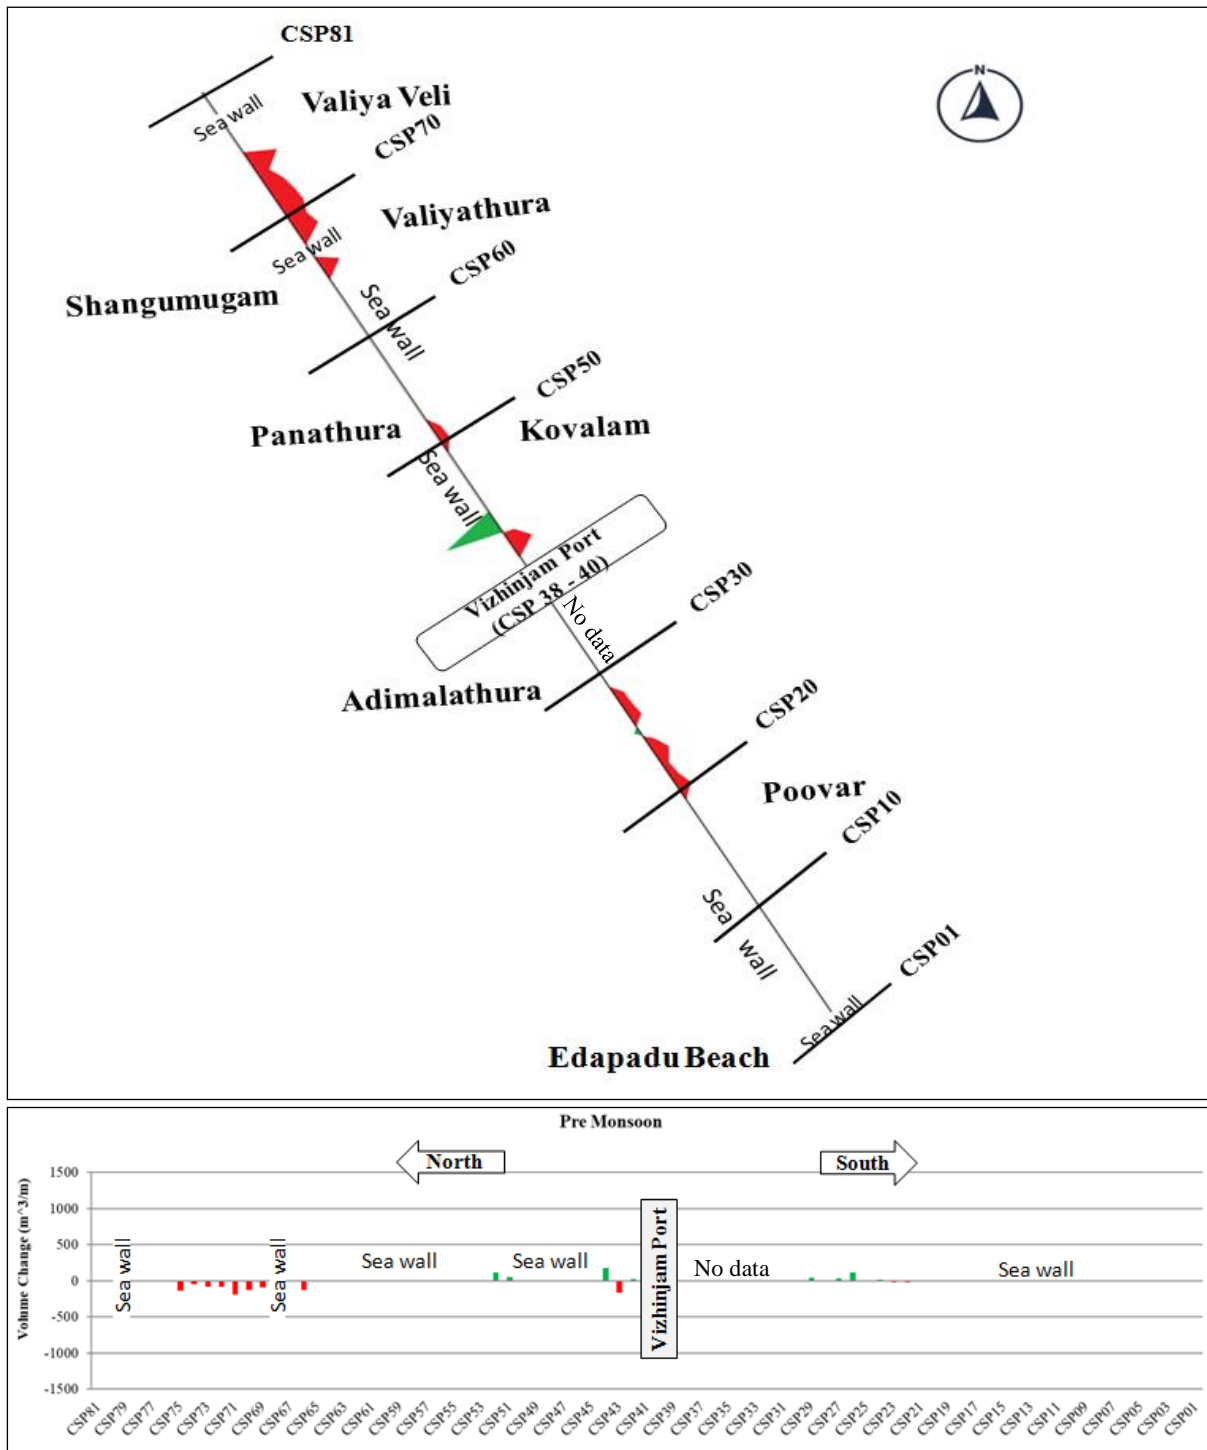 CSP81
N
Valiya Veli
Sea wall
CSP70
Valiyathura
Sea wall
CSP60
Shangumugam
Sea wall
CSP50
Panathura
Kovalam
Sea wall
Vizhinjam Port
(CSP 38 - 40)
No data
CSP30
Adimalathura
CSP20
Poovar
CSP10
Sea wall
CSP01
Sea wall
Edapadu Beach
Pre Monsoon
North
South
Volume Change (m^3/m)
1500
1000
500
0
-500
-1000
-1500
Sea wall
Sea wall
Sea wall
Sea wall
Vizhinjam Port
No data
Sea wall
CSP81
CSP79
CSP77
CSP75
CSP73
CSP71
CSP69
CSP67
CSP65
CSP63
CSP61
CSP59
CSP57
CSP55
CSP53
CSP51
CSP49
CSP47
CSP45
CSP43
CSP41
CSP39
CSP37
CSP35
CSP33
CSP31
CSP29
CSP27
CSP25
CSP23
CSP21
CSP19
CSP17
CSP15
CSP13
CSP11
CSP09
CSP07
CSP05
CSP03
CSP01